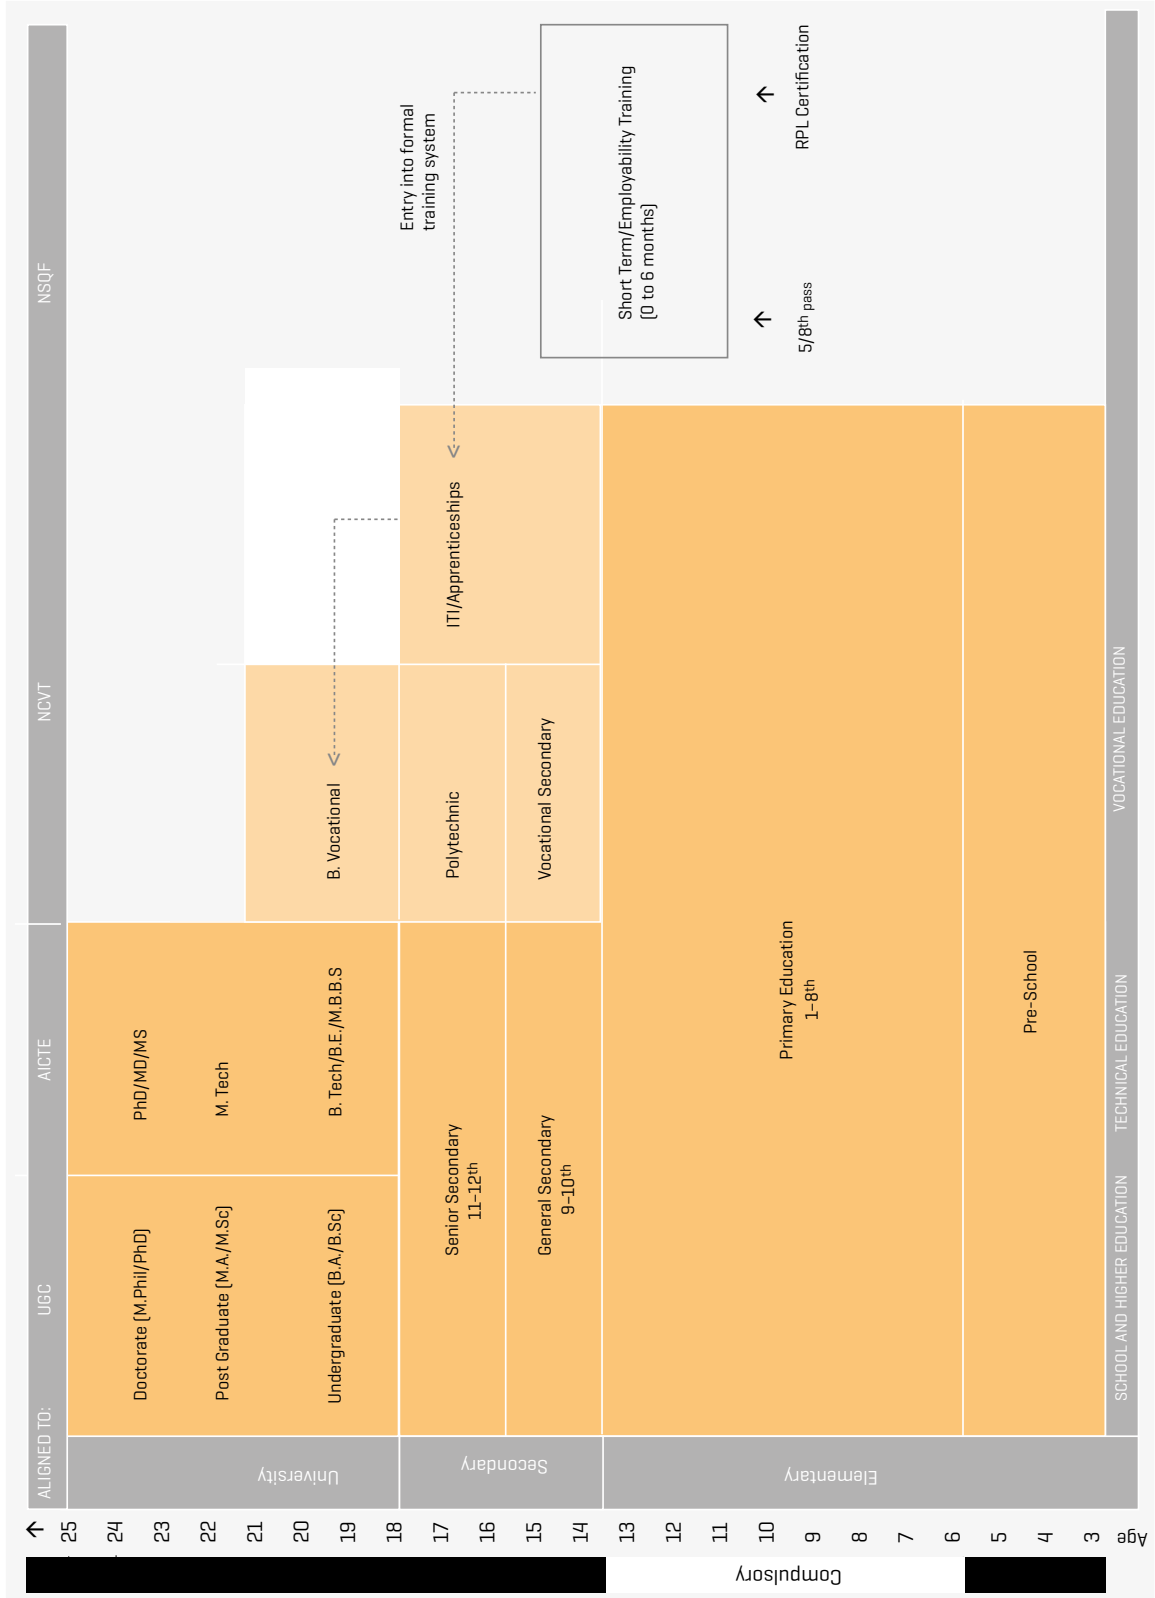 ALIGNED TO:
UGC
AICTE
NCVT
NSQF
Doctorate (M.Phil/PhD)
PhD/MD/MS
Post Graduate (M.A./M.Sc)
M. Tech
Undergraduate (B.A./B.Sc)
B. Tech/B.E./M.B.B.S
B. Vocational
Entry into formal
training system
Senior Secondary
11-12th
Polytechnic
ITI/Apprenticeships
General Secondary
9-10th
Vocational Secondary
Short Term/Employability Training
(0 to 6 months)
5/8th pass
RPL Certification
Primary Education
1-8th
Pre-School
SCHOOL AND HIGHER EDUCATION
TECHNICAL EDUCATION
VOCATIONAL EDUCATION
University
Secondary
Elementary
25
24
23
22
21
20
19
18
17
16
15
14
13
12
11
10
9
8
7
6
5
4
3
Age
Compulsory